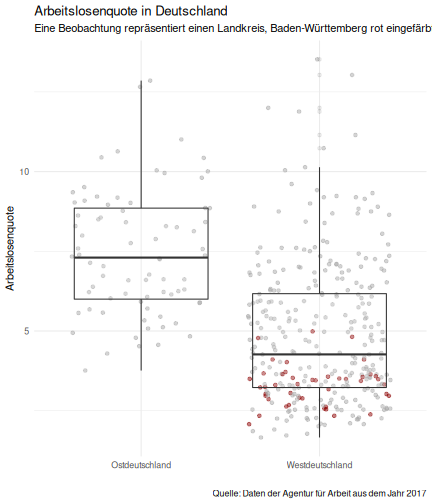 Arbeitslosenquote in Deutschland
Eine Beobachtung repräsentiert einen Landkreis, Baden-Württemberg rot eingefärbt
Arbeitslosenquote
10
5
Ostdeutschland
Westdeutschland
Quelle: Daten der Agentur für Arbeit aus dem Jahr 2017